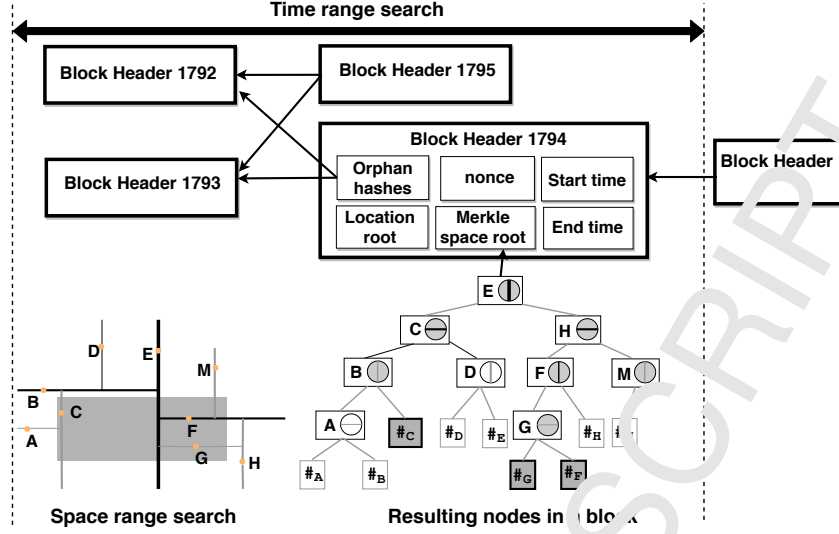 Time range search
Block Header 1792
Block Header 1795
Block Header 1794
Block Header 1793
Block Header
Orphan
hashes
nonce
Start time
Location
root
Merkle
space root
End time
E
C
H
B
D
F
M
A
#C
#D
#E
G
#H
#A
#B
#G
#F
D
E
M
B
C
A
F
G
H
Space range search
Resulting nodes in a block
SCRIPT